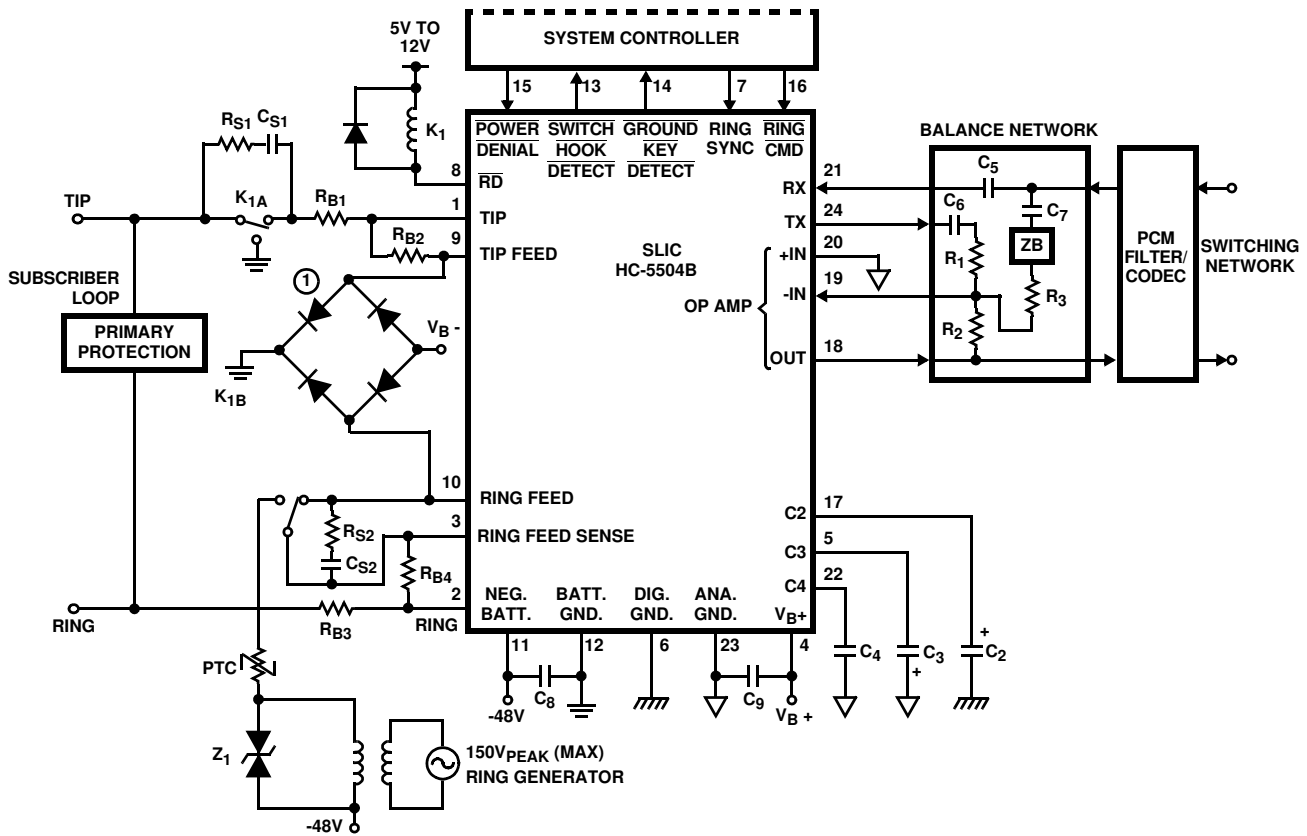 SYSTEM CONTROLLER
5V TO
12V
15
13
14
7
16
RS1
CS1
K1
POWER
DENIAL
SWITCH
HOOK
DETECT
GROUND
KEY
DETECT
RING
SYNC
RING
CMD
BALANCE NETWORK
8
RD
TIP
K1A
RB1
1
TIP
RB2
9
TIP FEED
SLIC
HC-5504B
21
RX
24
TX
20
+IN
19
-IN
OP AMP
18
OUT
C5
C6
C7
ZB
R1
R3
R2
PCM
FILTER/
CODEC
SWITCHING
NETWORK
SUBSCRIBER
LOOP
PRIMARY
PROTECTION
1
VB -
K1B
10
RING FEED
3
RING FEED SENSE
RS2
CS2
RB4
17
C2
5
C3
22
C4
2
RING
RING
RB3
NEG.
BATT.
BATT.
GND.
DIG.
GND.
ANA.
GND.
VB+
11
12
6
23
4
C8
C9
-48V
VB +
C4
C3
+
C2
+
PTC
Z1
150VPEAK (MAX)
RING GENERATOR
-48V